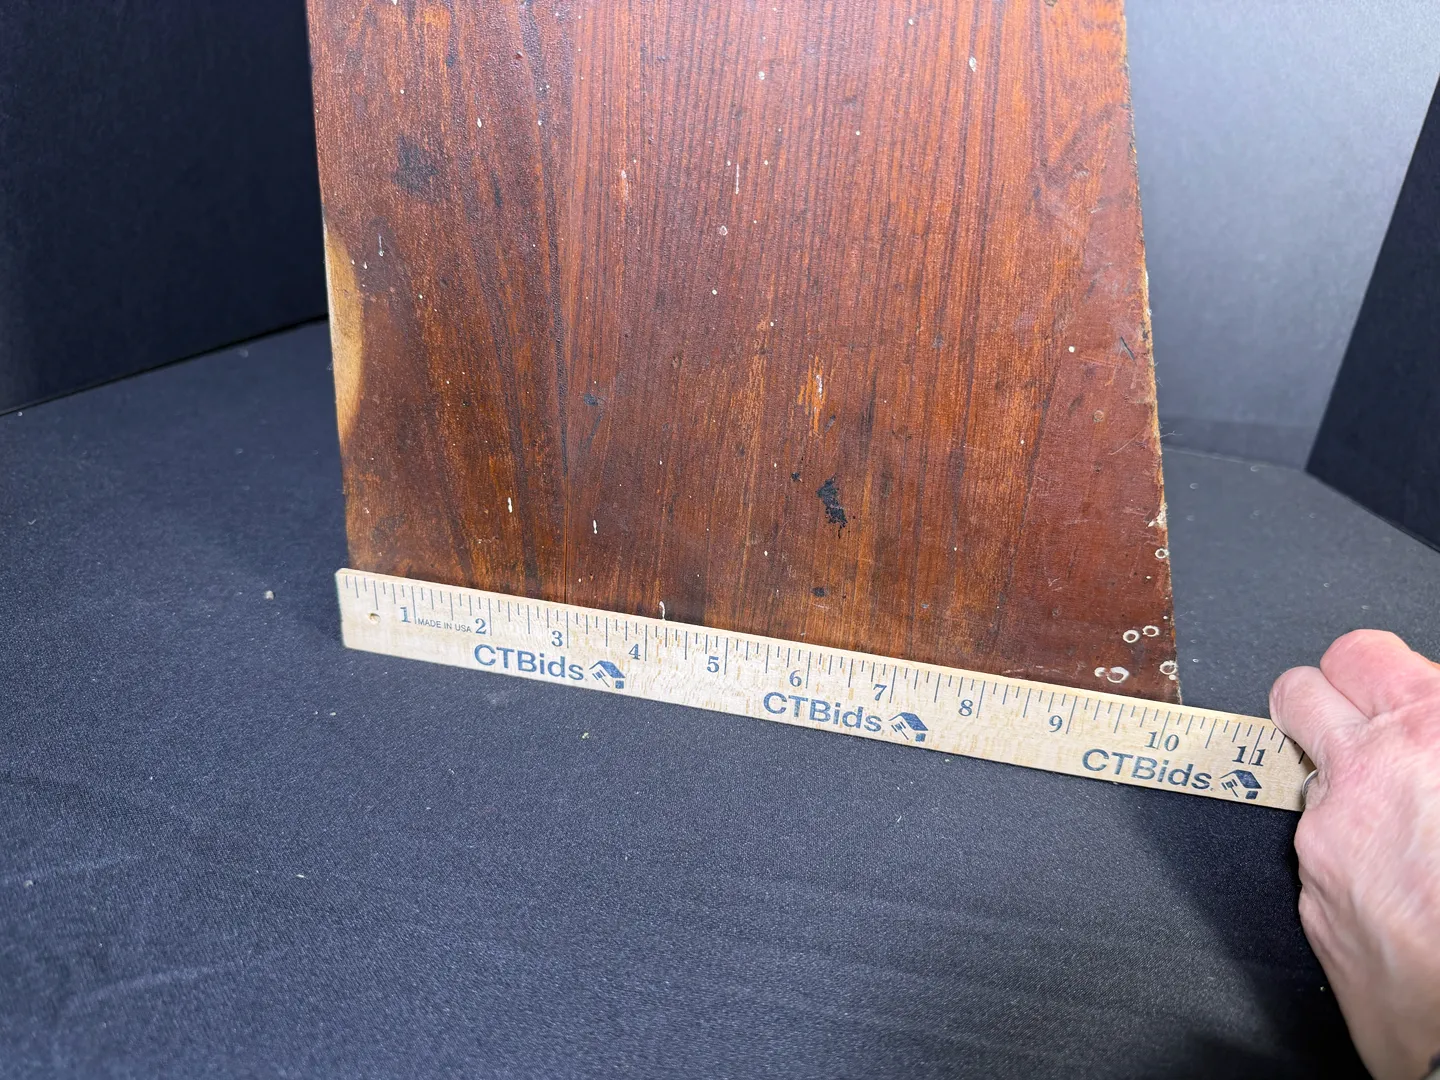 1 MADE IN USA 2 3 4 5 6 7 8 9 10 11
CTBids CTBids CTBids